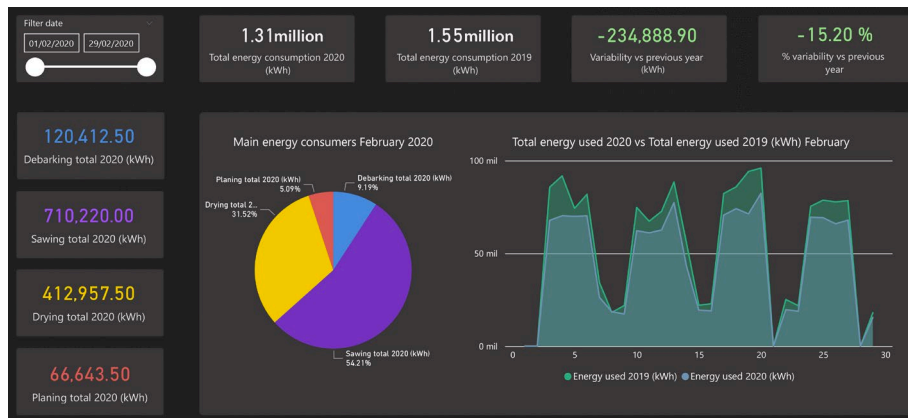 Filter date
01/02/2020
29/02/2020
1.31million
Total energy consumption 2020
(kWh)
1.55million
Total energy consumption 2019
(kWh)
-234,888.90
Variability vs previous year
(kWh)
-15.20 %
% variability vs previous
year
120,412.50
Debarking total 2020 (kWh)
710,220.00
Sawing total 2020 (kWh)
412,957.50
Drying total 2020 (kWh)
66,643.50
Planing total 2020 (kWh)
Main energy consumers February 2020
Planing total 2020 (kWh)
5.09%
Debarking total 2020 (kWh)
9.19%
Drying total 2...
31.52%
Sawing total 2020 (kWh)
54.21%
Total energy used 2020 vs Total energy used 2019 (kWh) February
100 mil
50 mil
0 mil
0 5 10 15 20 25 30
Energy used 2019 (kWh) Energy used 2020 (kWh)